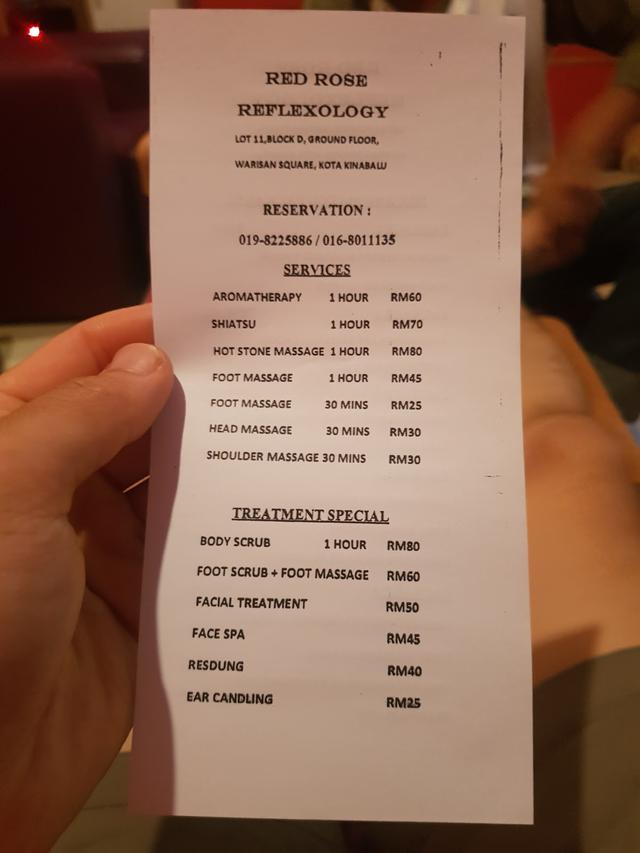 RED ROSE
REFLEXOLOGY
LOT 11,BLOCK D, GROUND FLOOR,
WARISAN SQUARE, KOTA KINABALU
RESERVATION :
019-8225886 / 016-8011135
SERVICES
AROMATHERAPY 1 HOUR RM60
SHIATSU 1 HOUR RM70
HOT STONE MASSAGE 1 HOUR RM80
FOOT MASSAGE 1 HOUR RM45
FOOT MASSAGE 30 MINS RM25
HEAD MASSAGE 30 MINS RM30
SHOULDER MASSAGE 30 MINS RM30
TREATMENT SPECIAL
BODY SCRUB 1 HOUR RM80
FOOT SCRUB + FOOT MASSAGE RM60
FACIAL TREATMENT RM50
FACE SPA RM45
RESDUNG RM40
EAR CANDLING RM25